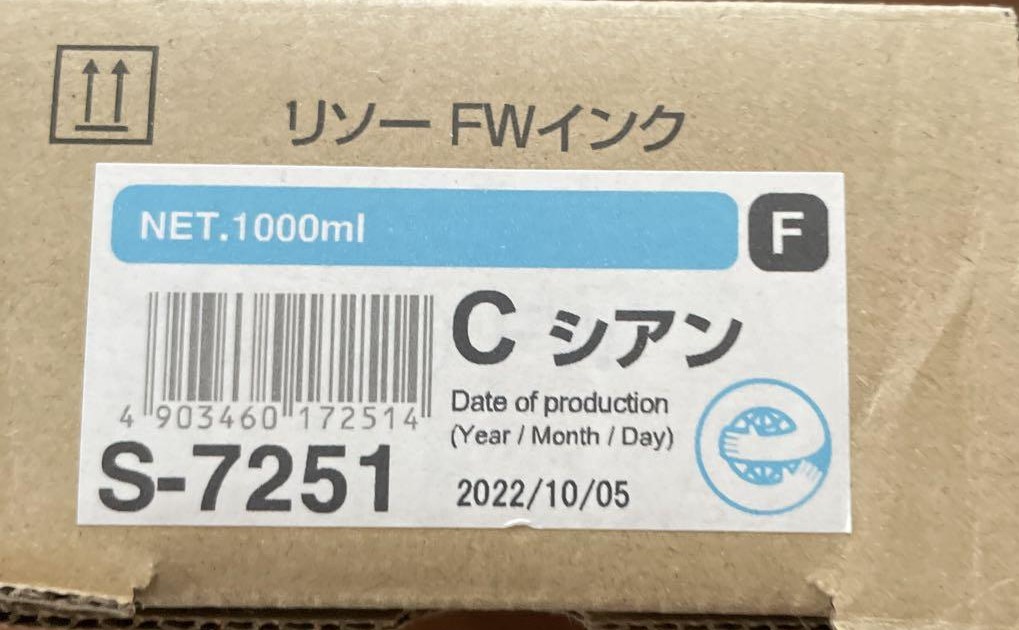 リソー FWインク
NET.1000ml
F
C シアン
4 903460 172514
Date of production
(Year / Month / Day)
S-7251
2022/10/05